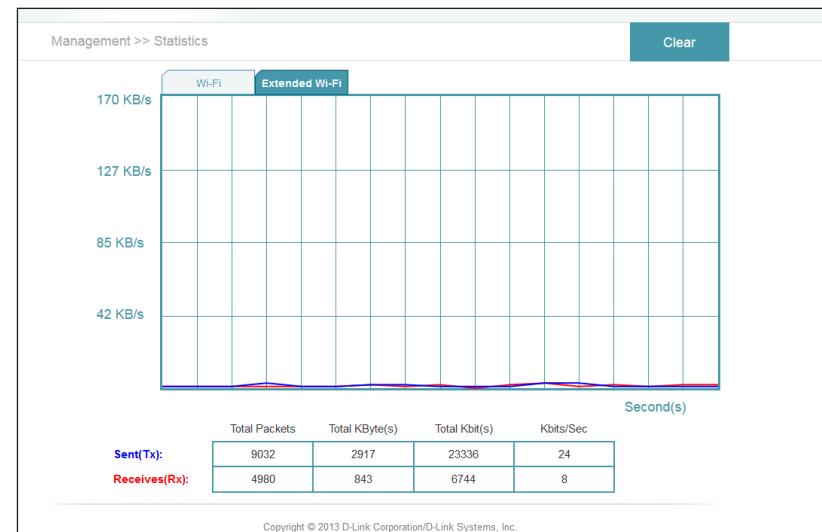 Management >> Statistics
Clear
Wi-Fi
Extended Wi-Fi
170 KB/s
127 KB/s
85 KB/s
42 KB/s
Second(s)
Total Packets Total KByte(s) Total Kbit(s) Kbits/Sec
Sent(Tx): 9032 2917 23336 24
Receives(Rx): 4980 843 6744 8
Copyright © 2013 D-Link Corporation/D-Link Systems, Inc.